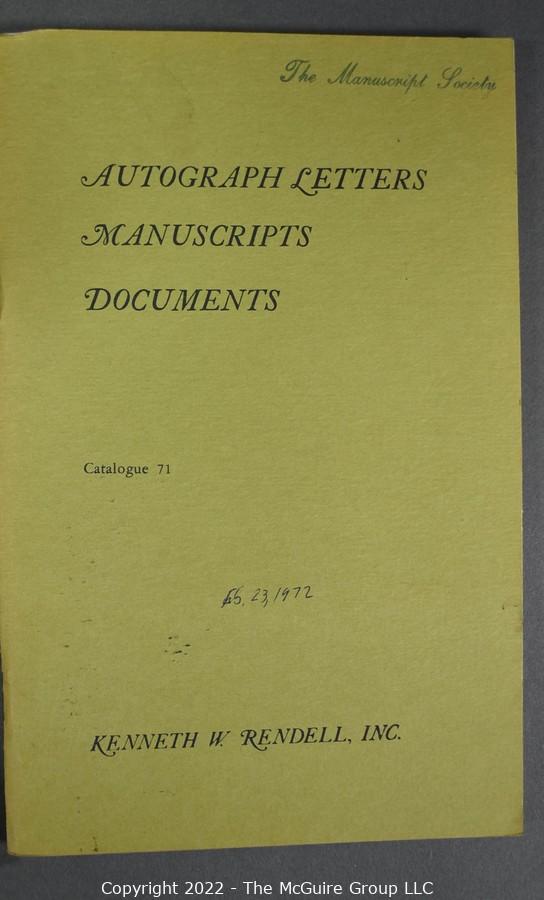 The Manuscript Society
AUTOGRAPH LETTERS
MANUSCRIPTS
DOCUMENTS
Catalogue 71
Feb. 23, 1972
KENNETH W. RENDELL, INC.
Copyright 2022 - The McGuire Group LLC